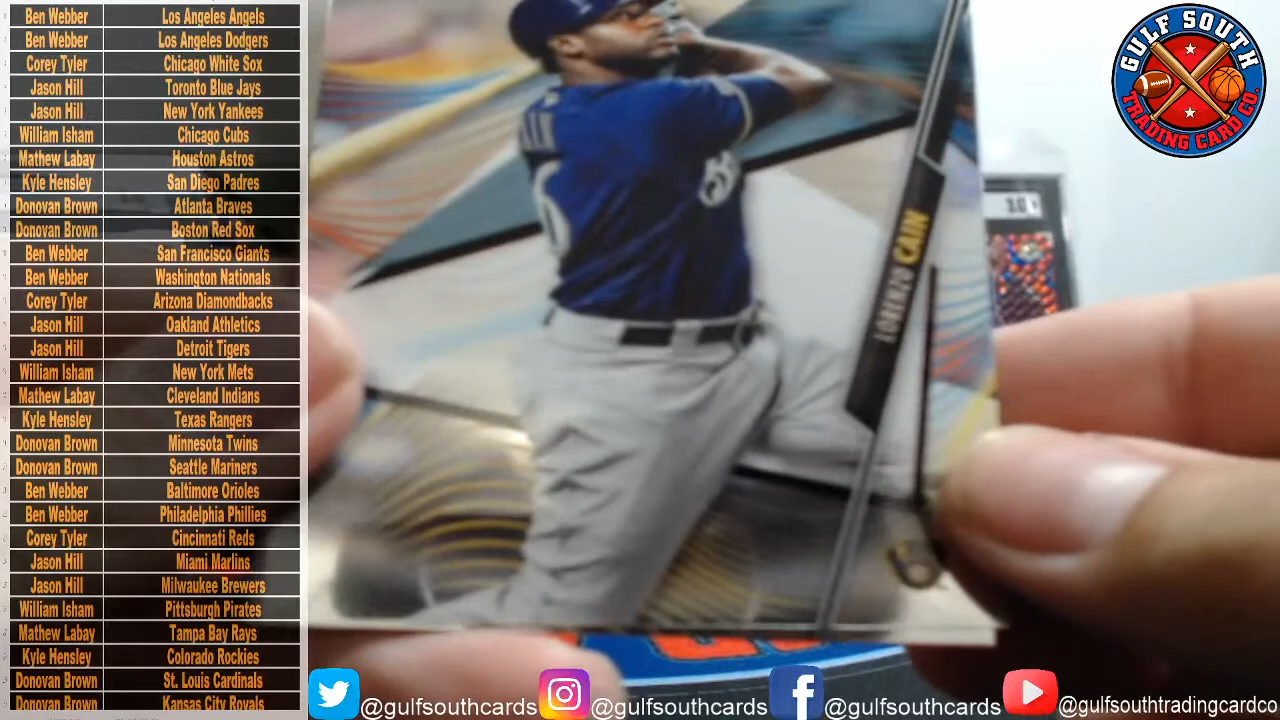 Ben Webber Los Angeles Angels
Ben Webber Los Angeles Dodgers
Corey Tyler Chicago White Sox
Jason Hill Toronto Blue Jays
Jason Hill New York Yankees
William Isham Chicago Cubs
Mathew Labay Houston Astros
Kyle Hensley San Diego Padres
Donovan Brown Atlanta Braves
Donovan Brown Boston Red Sox
Ben Webber San Francisco Giants
Ben Webber Washington Nationals
Corey Tyler Arizona Diamondbacks
Jason Hill Oakland Athletics
Jason Hill Detroit Tigers
William Isham New York Mets
Mathew Labay Cleveland Indians
Kyle Hensley Texas Rangers
Donovan Brown Minnesota Twins
Donovan Brown Seattle Mariners
Ben Webber Baltimore Orioles
Ben Webber Philadelphia Phillies
Corey Tyler Cincinnati Reds
Jason Hill Miami Marlins
Jason Hill Milwaukee Brewers
William Isham Pittsburgh Pirates
Mathew Labay Tampa Bay Rays
Kyle Hensley Colorado Rockies
Donovan Brown St. Louis Cardinals
Donovan Brown Kansas City Royals
LORENZO CAIN
GULF SOUTH
TRADING CARD CO.
@gulfsouthcards @gulfsouthcards @gulfsouthcards @gulfsouthtradingcardco